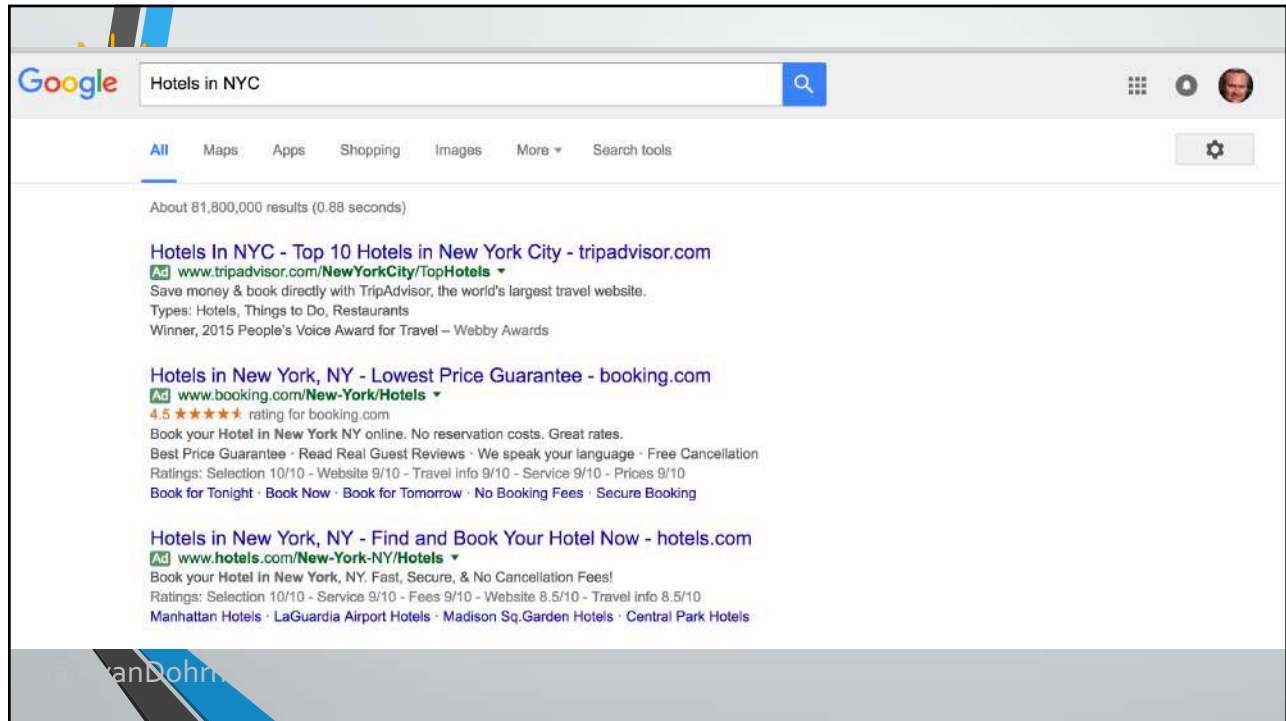 Google
Hotels in NYC
All Maps Apps Shopping Images More Search tools
About 81,800,000 results (0.88 seconds)
Hotels In NYC - Top 10 Hotels in New York City - tripadvisor.com
Ad www.tripadvisor.com/NewYorkCity/TopHotels
Save money & book directly with TripAdvisor, the world's largest travel website.
Types: Hotels, Things to Do, Restaurants
Winner, 2015 People's Voice Award for Travel – Webby Awards
Hotels in New York, NY - Lowest Price Guarantee - booking.com
Ad www.booking.com/New-York/Hotels
4.5 ★★★★★ rating for booking.com
Book your Hotel in New York NY online. No reservation costs. Great rates.
Best Price Guarantee · Read Real Guest Reviews · We speak your language · Free Cancellation
Ratings: Selection 10/10 - Website 9/10 - Travel info 9/10 - Service 9/10 - Prices 9/10
Book for Tonight · Book Now · Book for Tomorrow · No Booking Fees · Secure Booking
Hotels in New York, NY - Find and Book Your Hotel Now - hotels.com
Ad www.hotels.com/New-York-NY/Hotels
Book your Hotel in New York, NY. Fast, Secure, & No Cancellation Fees!
Ratings: Selection 10/10 - Service 9/10 - Fees 9/10 - Website 8.5/10 - Travel info 8.5/10
Manhattan Hotels · LaGuardia Airport Hotels · Madison Sq.Garden Hotels · Central Park Hotels